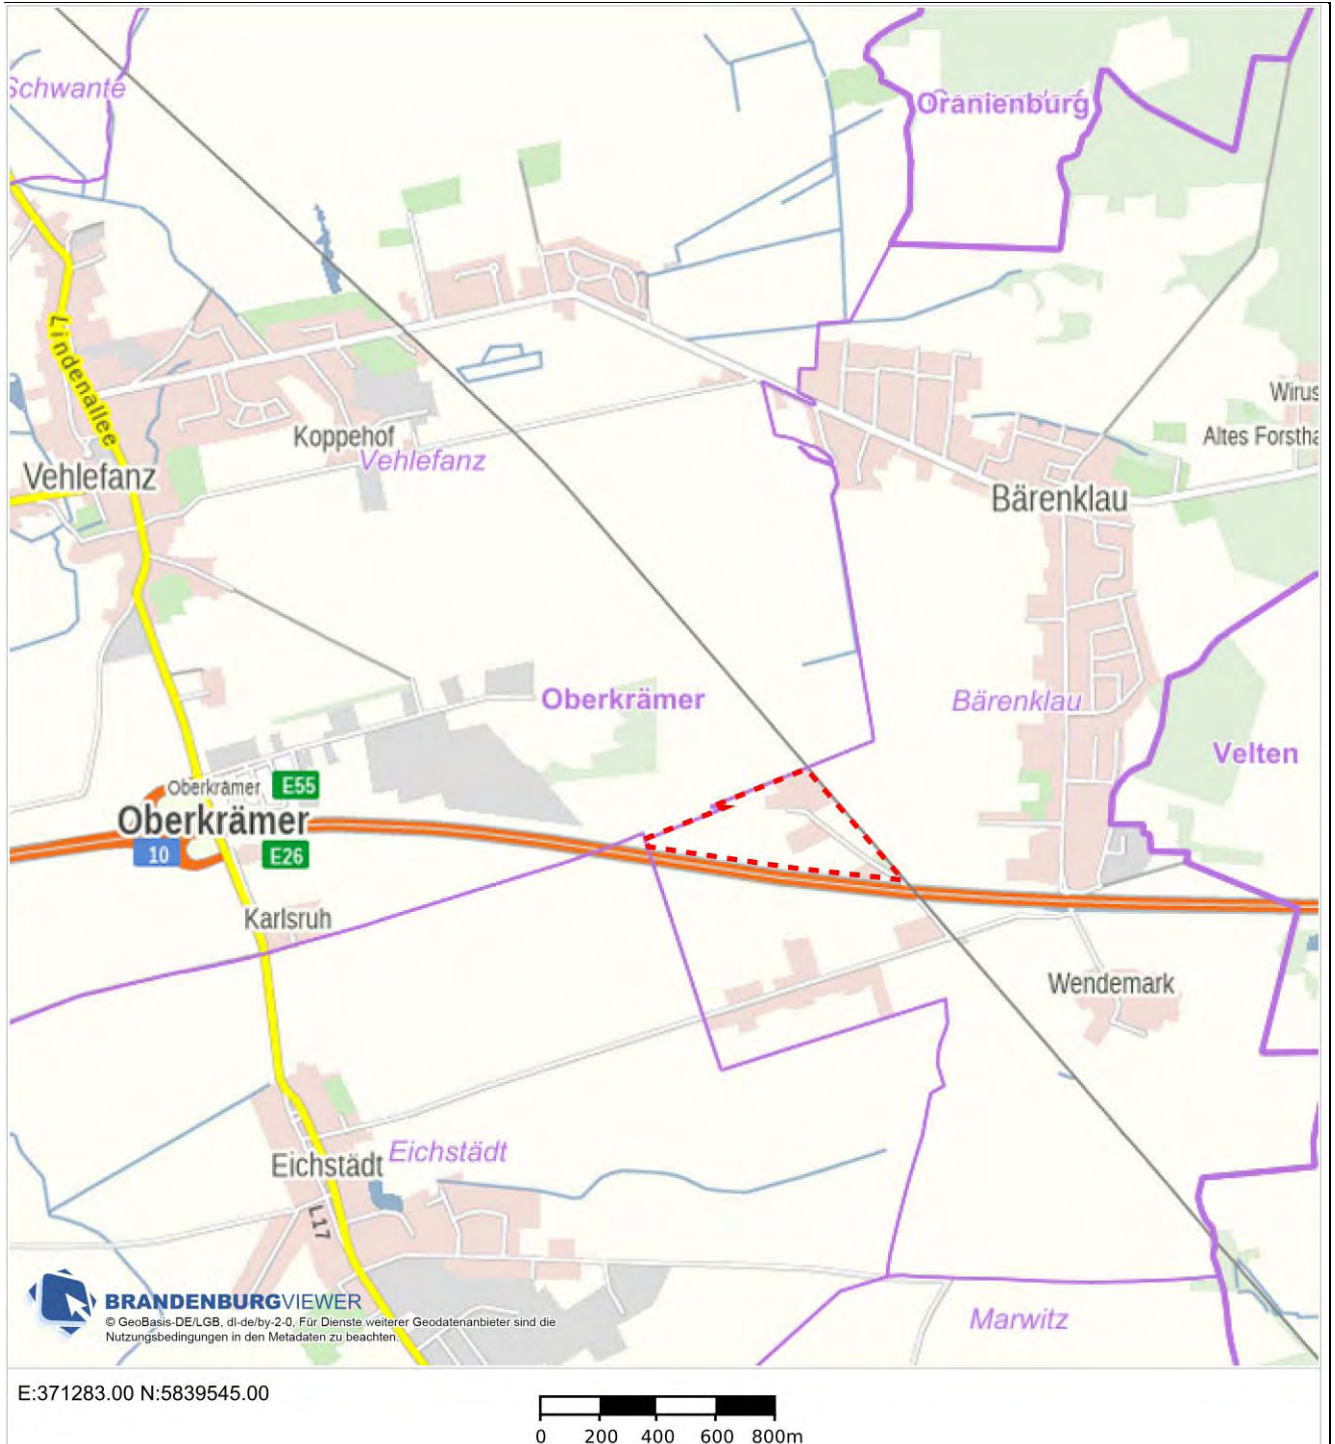 Schwante
Oranienburg
Lindenallee
Wirus
Koppehof
Altes Forstha
Vehlefanz
Vehlefanz
Bärenklau
Oberkrämer
Bärenklau
Velten
Oberkrämer
E55
Oberkrämer
10
E26
Karlsruh
Wendemark
Eichstädt
Eichstädt
L17
BRANDENBURGVIEWER
© GeoBasis-DE/LGB, dl-de/by-2-0, Für Dienste weiterer Geodatenanbieter sind die
Nutzungsbedingungen in den Metadaten zu beachten.
Marwitz
E:371283.00 N:5839545.00
0 200 400 600 800m